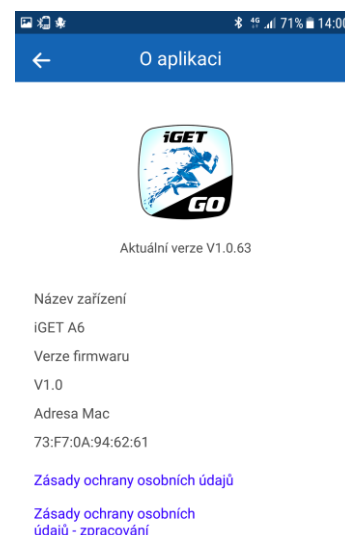 4G 71% 14:00
O aplikaci
iGET
GO
Aktuální verze V1.0.63
Název zařízení
iGET A6
Verze firmwaru
V1.0
Adresa Mac
73:F7:0A:94:62:61
Zásady ochrany osobních údajů
Zásady ochrany osobních
údajů - zpracování